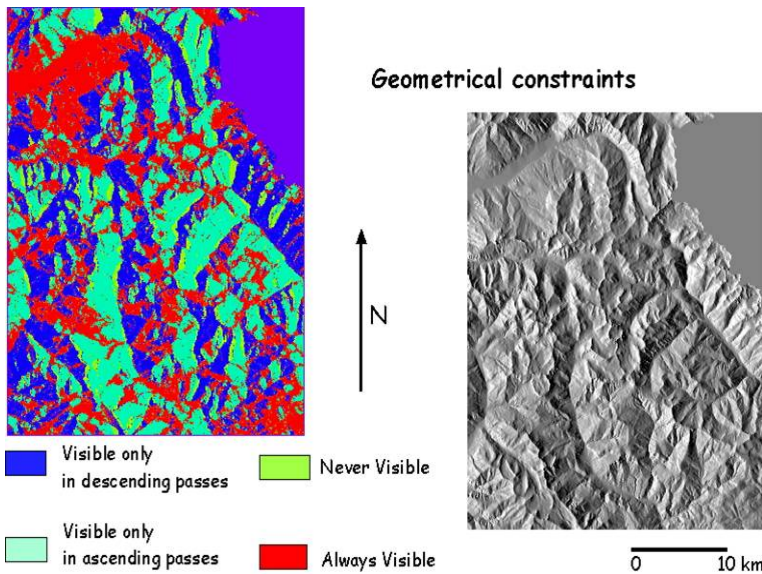 Geometrical constraints
N
Visible only
in descending passes
Never Visible
Visible only
in ascending passes
Always Visible
0 10 km